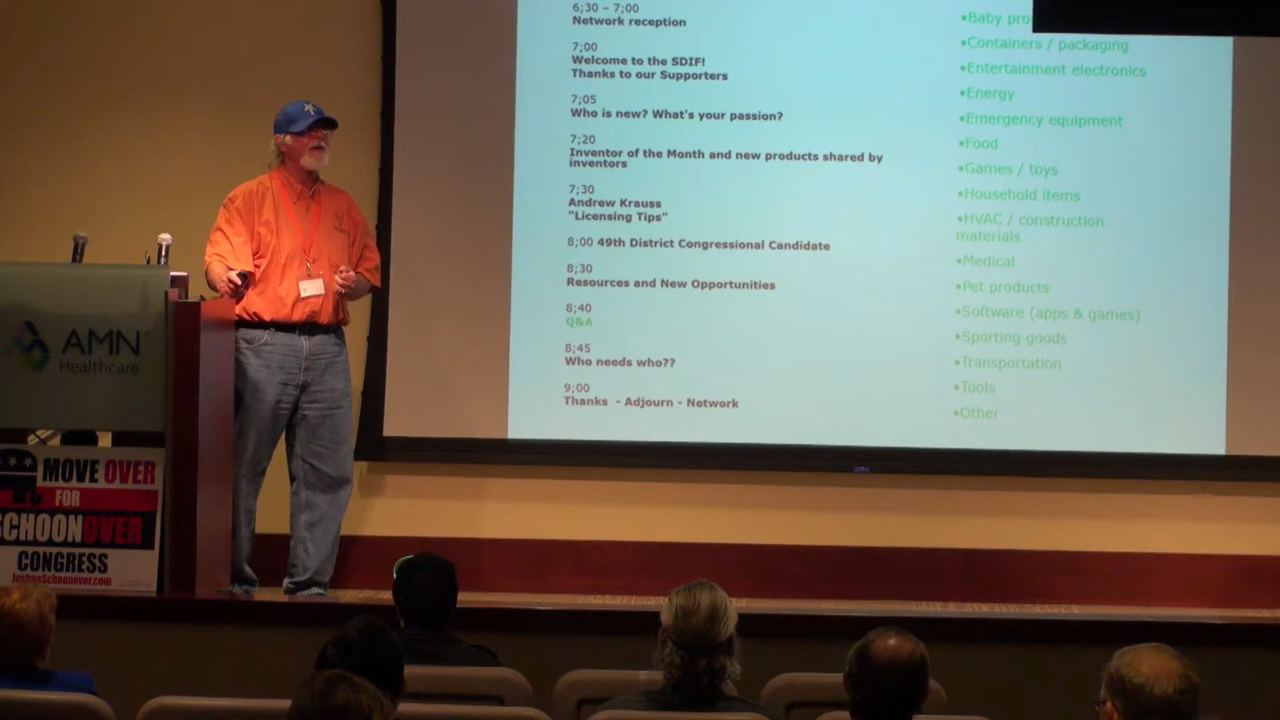 6;30 – 7;00
Network reception
7;00
Welcome to the SDIF!
Thanks to our Supporters
7;05
Who is new? What's your passion?
7;20
Inventor of the Month and new products shared by
inventors
7;30
Andrew Krauss
"Licensing Tips"
8;00 49th District Congressional Candidate
8;30
Resources and New Opportunities
8;40
Q&A
8;45
Who needs who??
9;00
Thanks - Adjourn - Network
•Baby pro
•Containers / packaging
•Entertainment electronics
•Energy
•Emergency equipment
•Food
•Games / toys
•Household items
•HVAC / construction
materials
•Medical
•Pet products
•Software (apps & games)
•Sporting goods
•Transportation
•Tools
•Other
AMN
Healthcare
MOVE OVER
FOR
SCHOONOVER
CONGRESS
JoshuaSchoonover.com